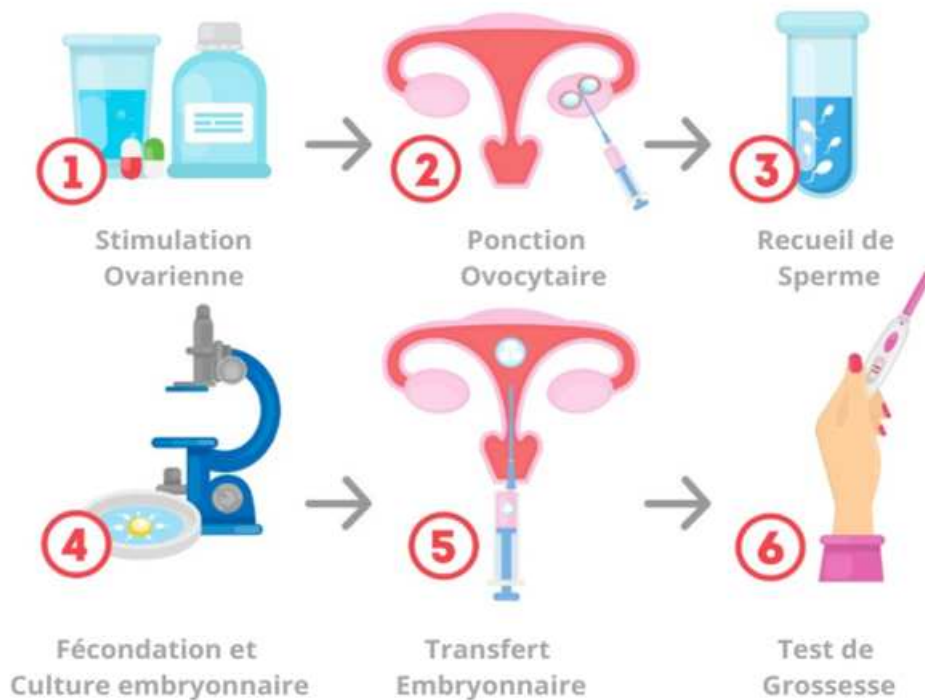 1
2
3
Stimulation
Ovarienne
Ponction
Ovocytaire
Recueil de
Sperme
4
5
6
Fécondation et
Culture embryonnaire
Transfert
Embryonnaire
Test de
Grossesse